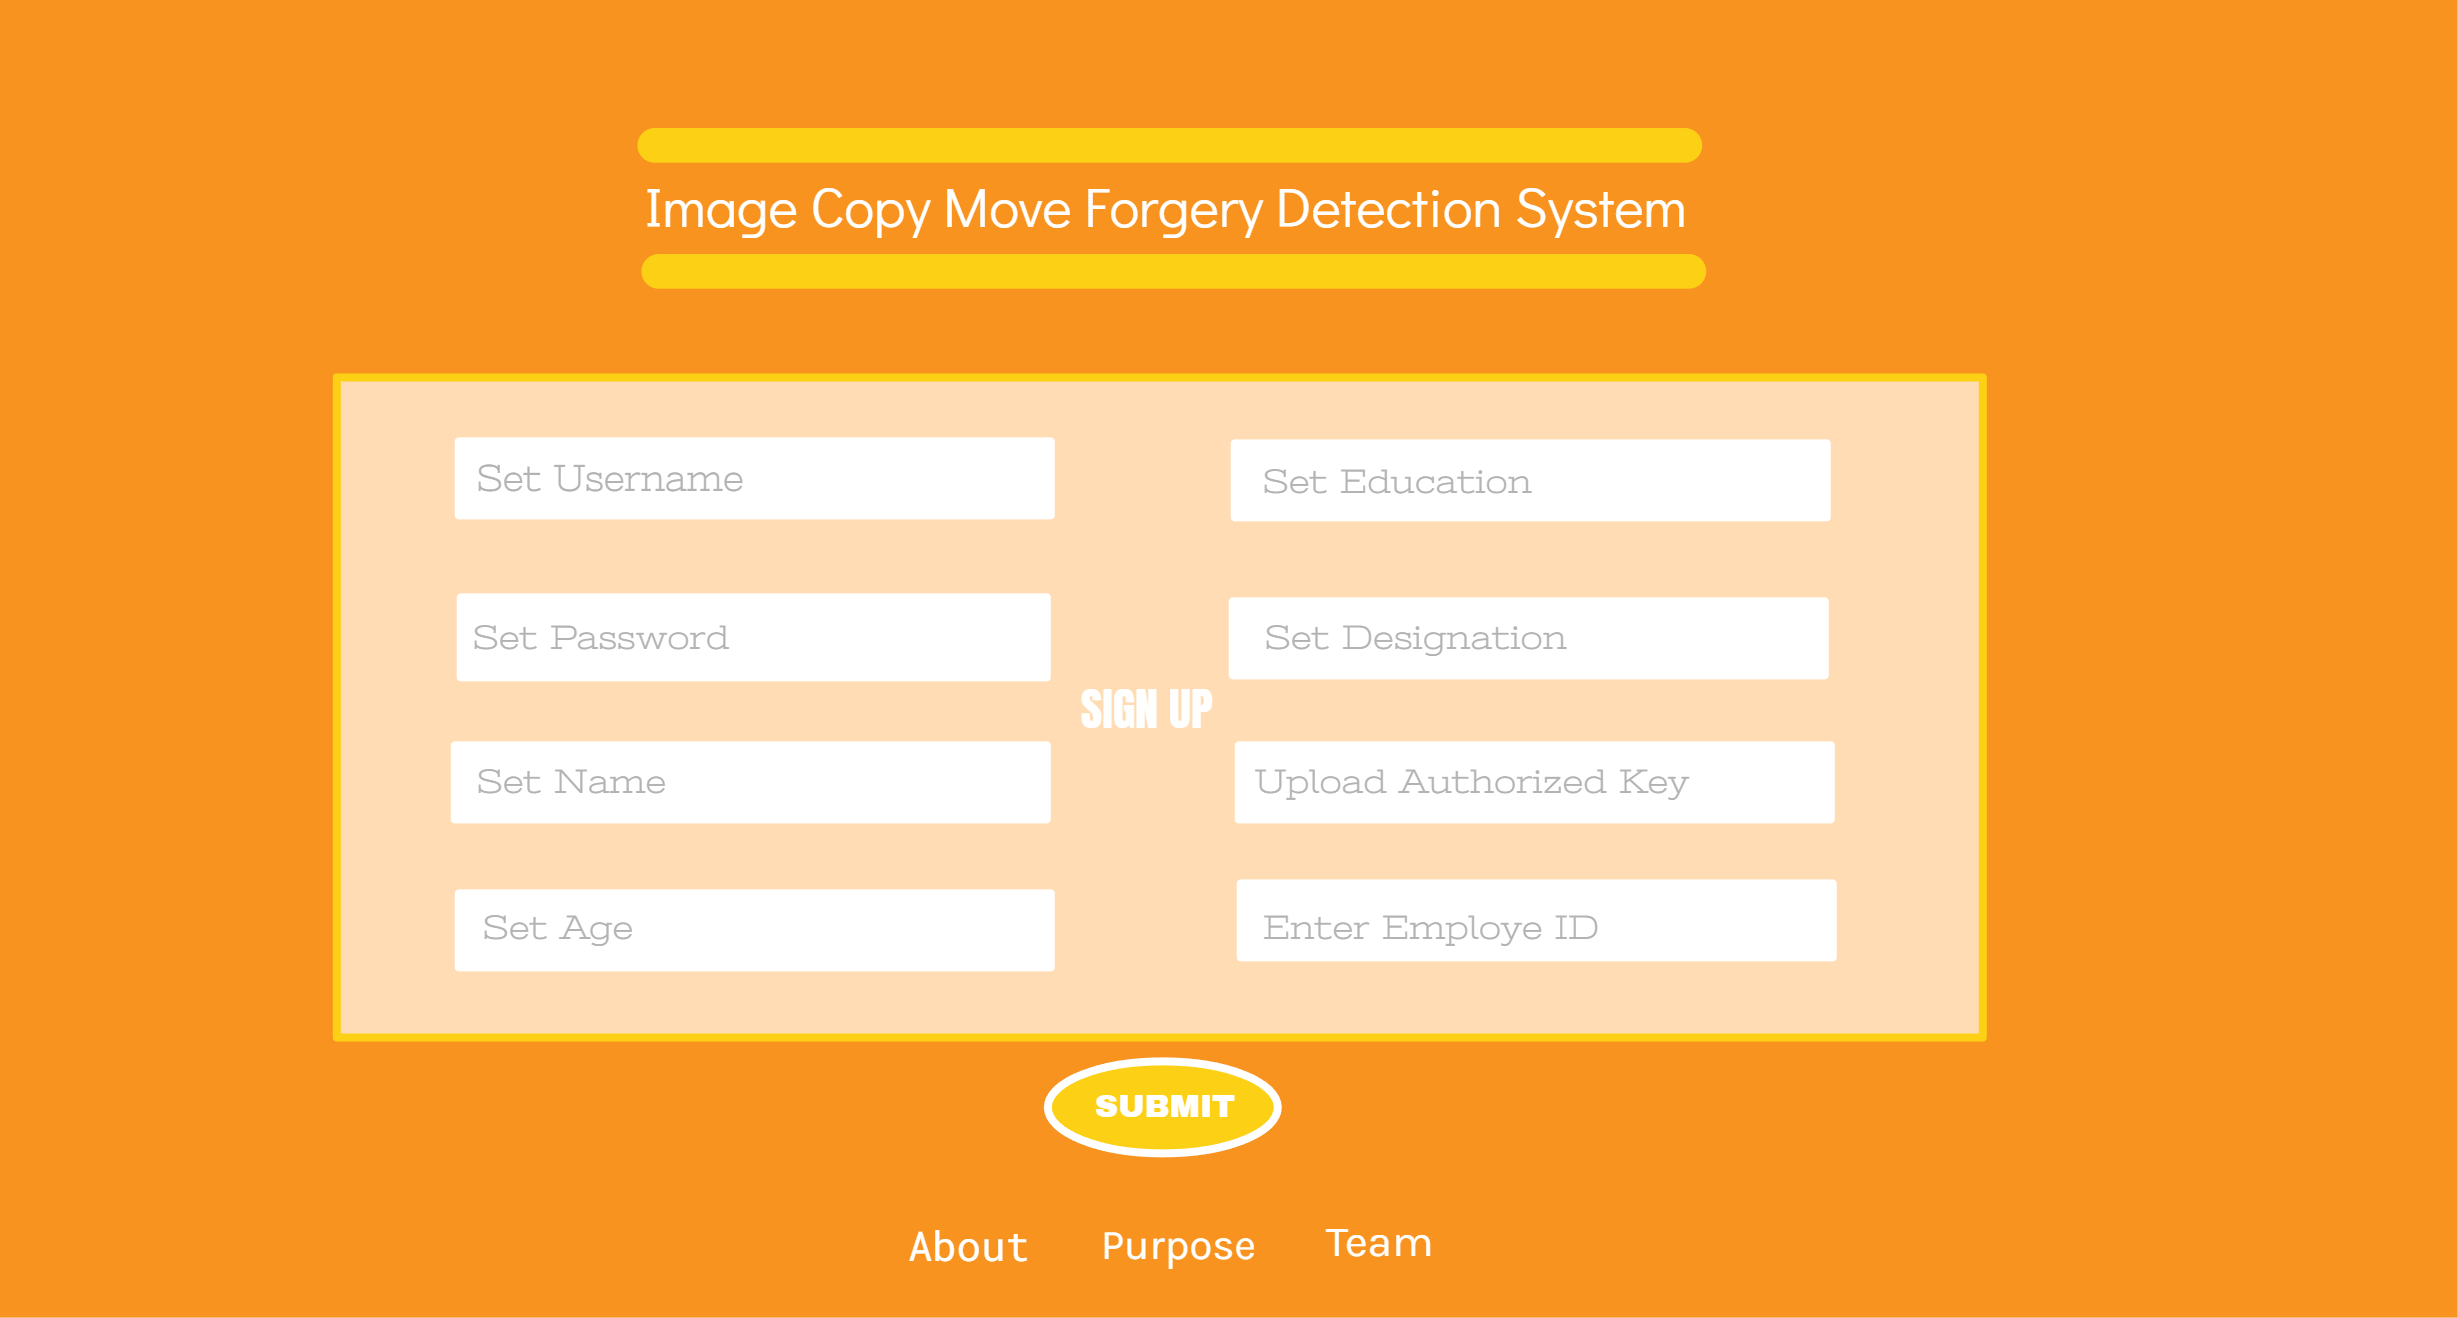 Image Copy Move Forgery Detection System
Set Username
Set Education
Set Password
Set Designation
SIGN UP
Set Name
Upload Authorized Key
Set Age
Enter Employe ID
SUBMIT
About
Purpose
Team